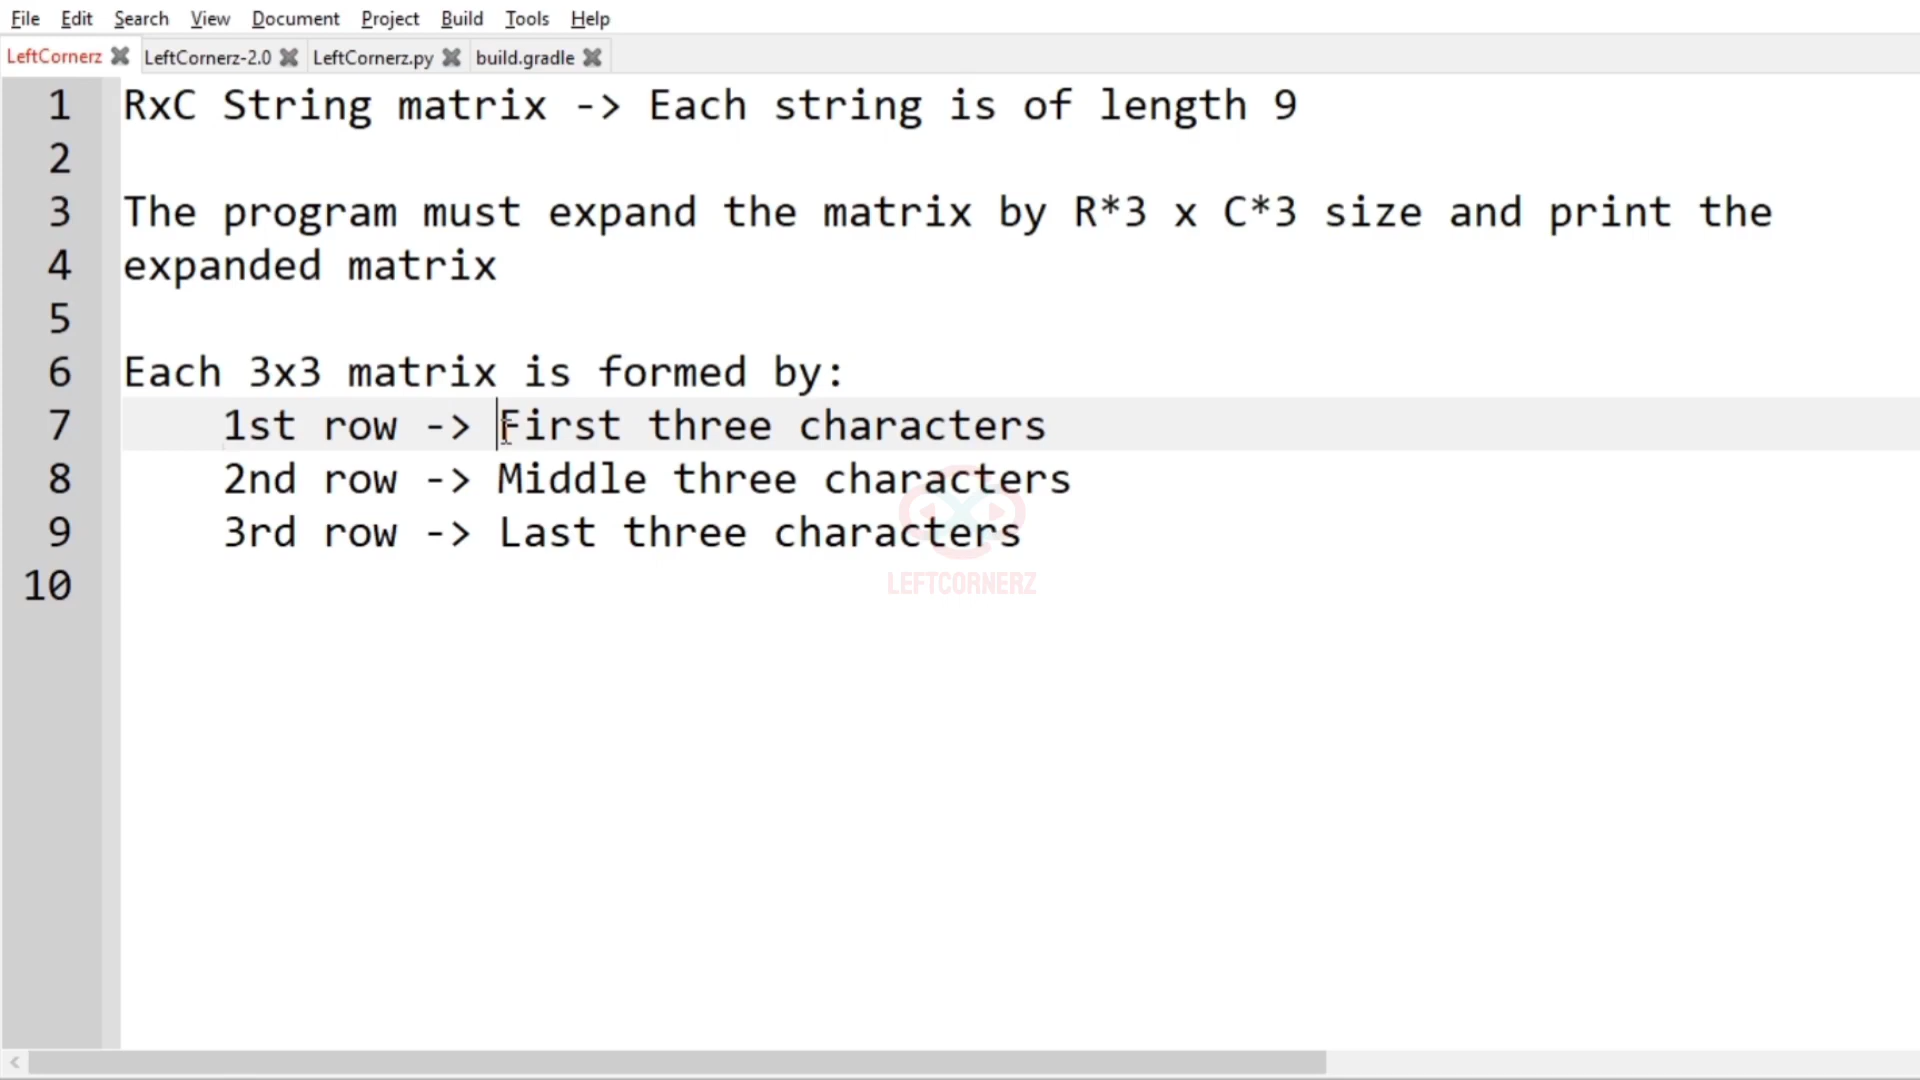 File Edit Search View Document Project Build Tools Help
LeftCornerz LeftCornerz-2.0 LeftCornerz.py build.gradle
1 RxC String matrix -> Each string is of length 9
2
3 The program must expand the matrix by R*3 x C*3 size and print the
4 expanded matrix
5
6 Each 3x3 matrix is formed by:
7 1st row -> First three characters
8 2nd row -> Middle three characters
9 3rd row -> Last three characters
LEFTCORNERZ
10